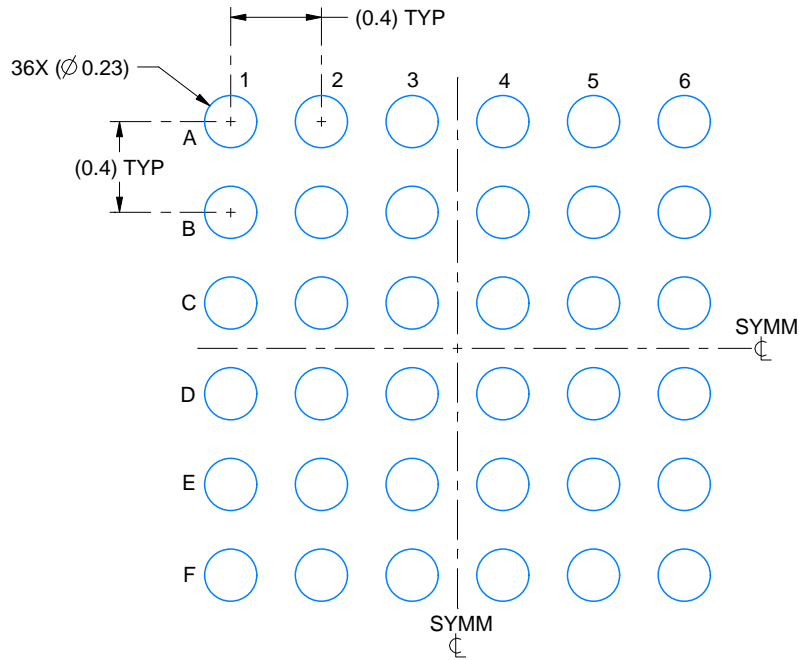 (0.4) TYP
36X (∅ 0.23)
1 2 3 4 5 6
A
(0.4) TYP
B
C
SYMM
℄
D
E
F
SYMM
℄